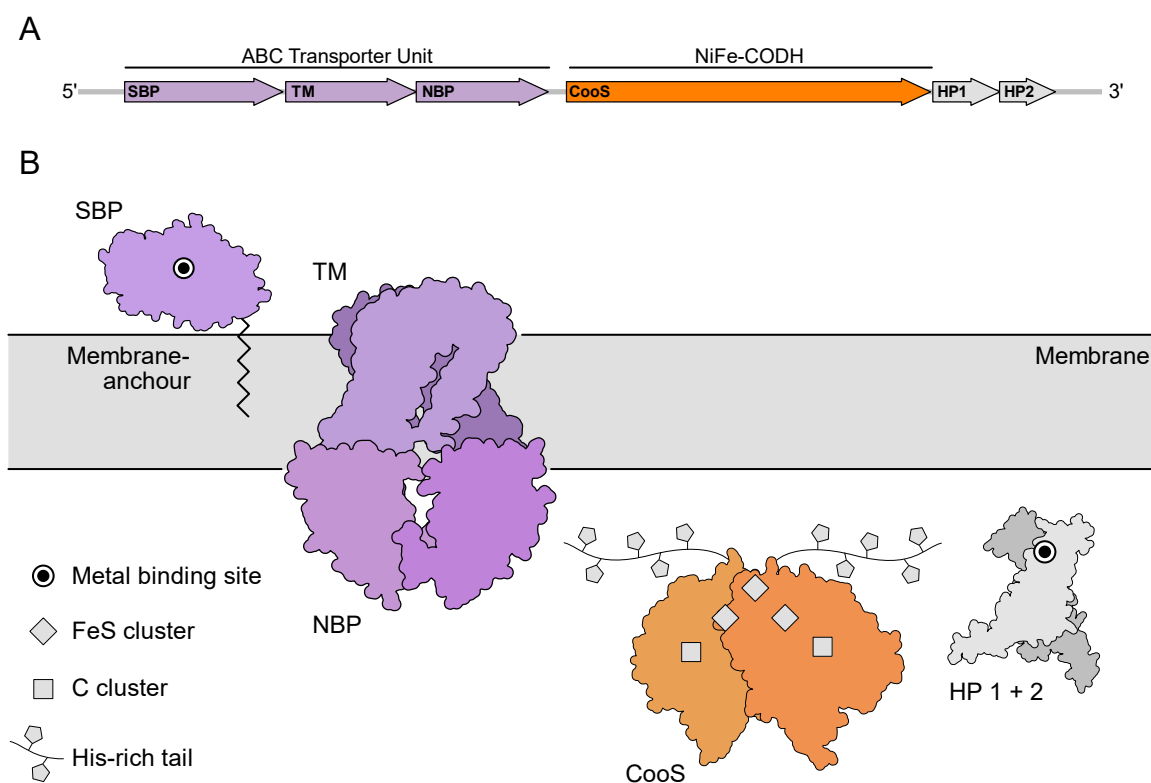 A
ABC Transporter Unit
NiFe-CODH
5'
SBP
TM
NBP
CooS
HP1
HP2
3'
B
SBP
TM
Membrane-
anchour
Membrane
Metal binding site
FeS cluster
C cluster
His-rich tail
NBP
CooS
HP 1 + 2